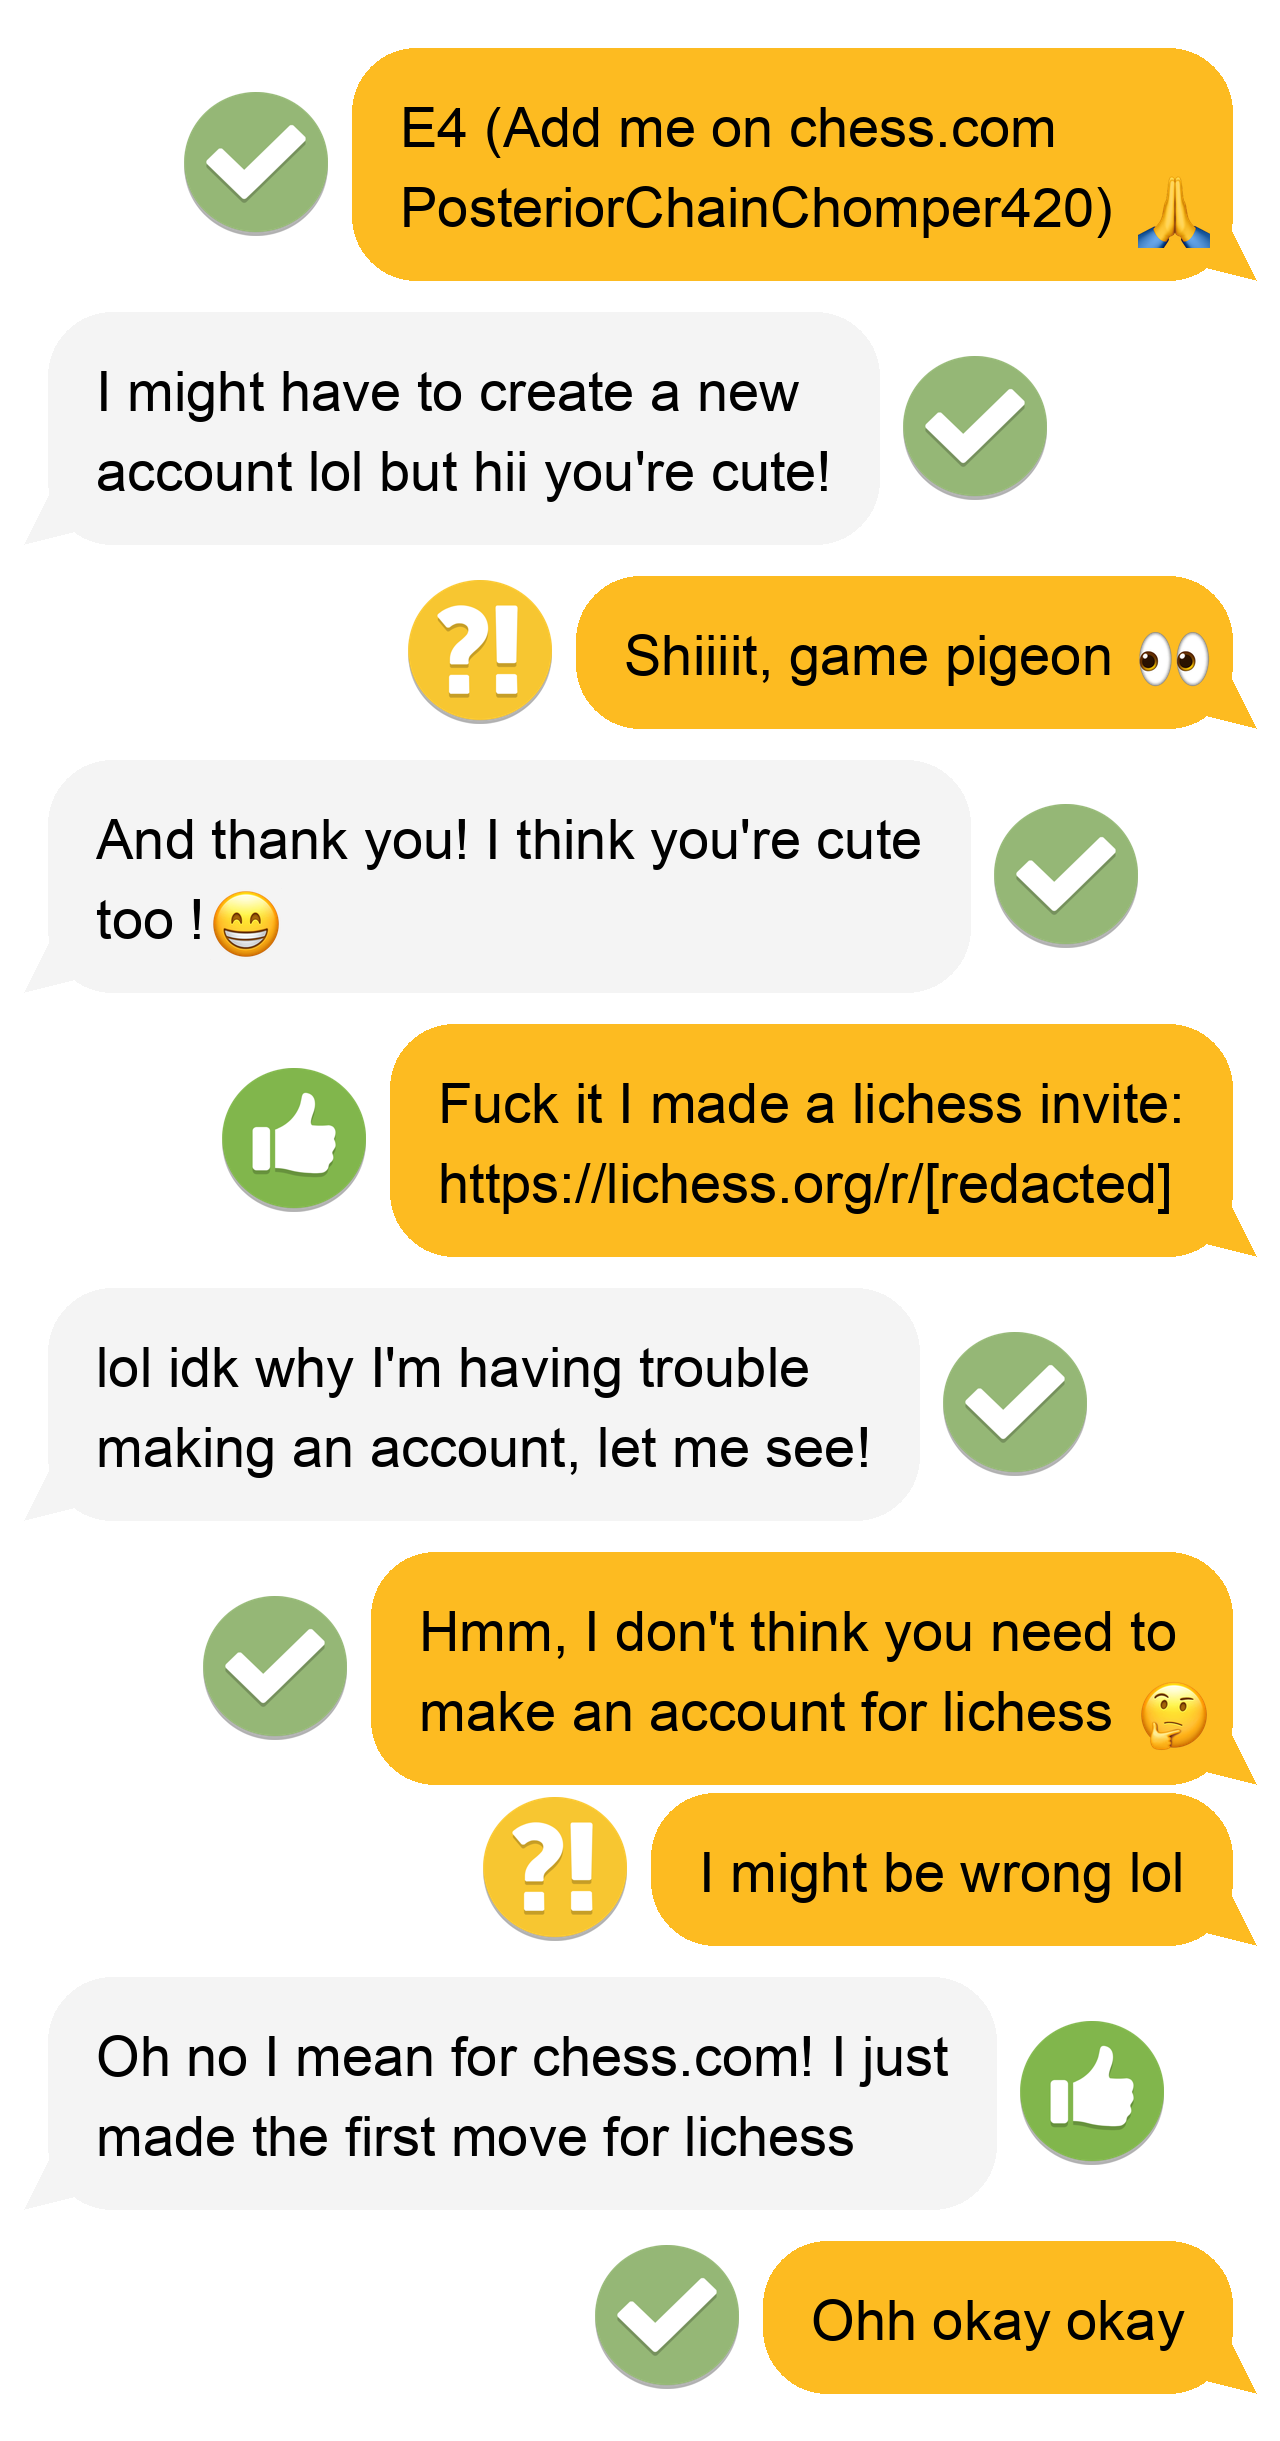 E4 (Add me on chess.com
PosteriorChainChomper420) 🙏
I might have to create a new
account lol but hii you're cute!
?!
Shiiiit, game pigeon 👀
And thank you! I think you're cute
too !😁
Fuck it I made a lichess invite:
https://lichess.org/r/[redacted]
lol idk why I'm having trouble
making an account, let me see!
Hmm, I don't think you need to
make an account for lichess 🤔
?!
I might be wrong lol
Oh no I mean for chess.com! I just
made the first move for lichess
Ohh okay okay